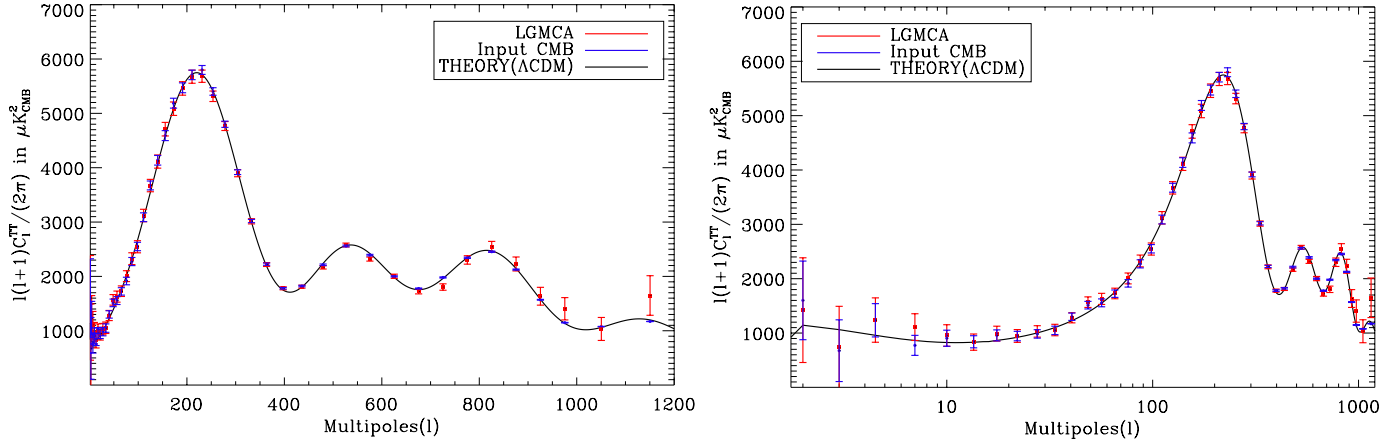 7000
6000
5000
4000
3000
2000
1000
l(l+1)C_l^TT/(2π) in μK²_CMB
LGMCA
Input CMB
THEORY(ΛCDM)
200
400
600
800
1000
1200
Multipoles(l)
7000
6000
5000
4000
3000
2000
1000
l(l+1)C_l^TT/(2π) in μK²_CMB
LGMCA
Input CMB
THEORY(ΛCDM)
10
100
1000
Multipoles(l)